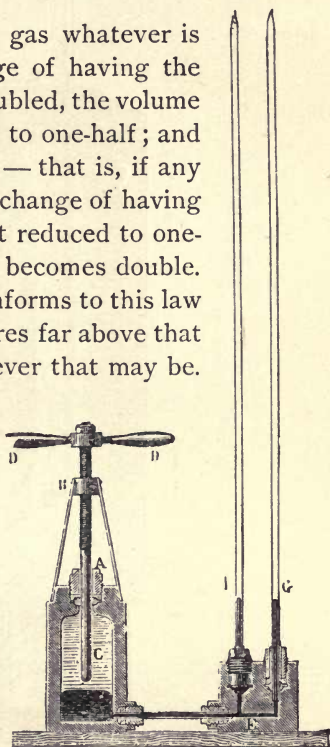 gas whatever is
ge of having the
ubled, the volume
to one-half; and
— that is, if any
change of having
t reduced to one-
becomes double.
nforms to this law
res far above that
ever that may be.
D
D
B
A
I
G
C
E